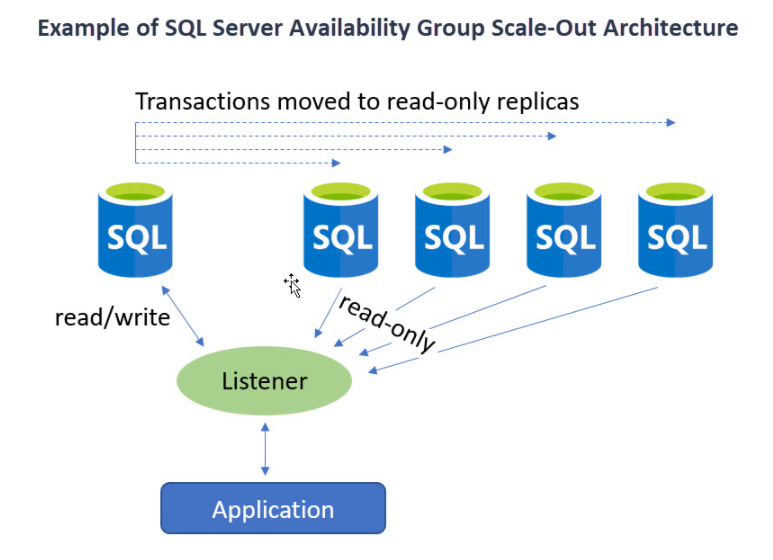 Example of SQL Server Availability Group Scale-Out Architecture
Transactions moved to read-only replicas
SQL
SQL
SQL
SQL
SQL
read/write
read-only
Listener
Application